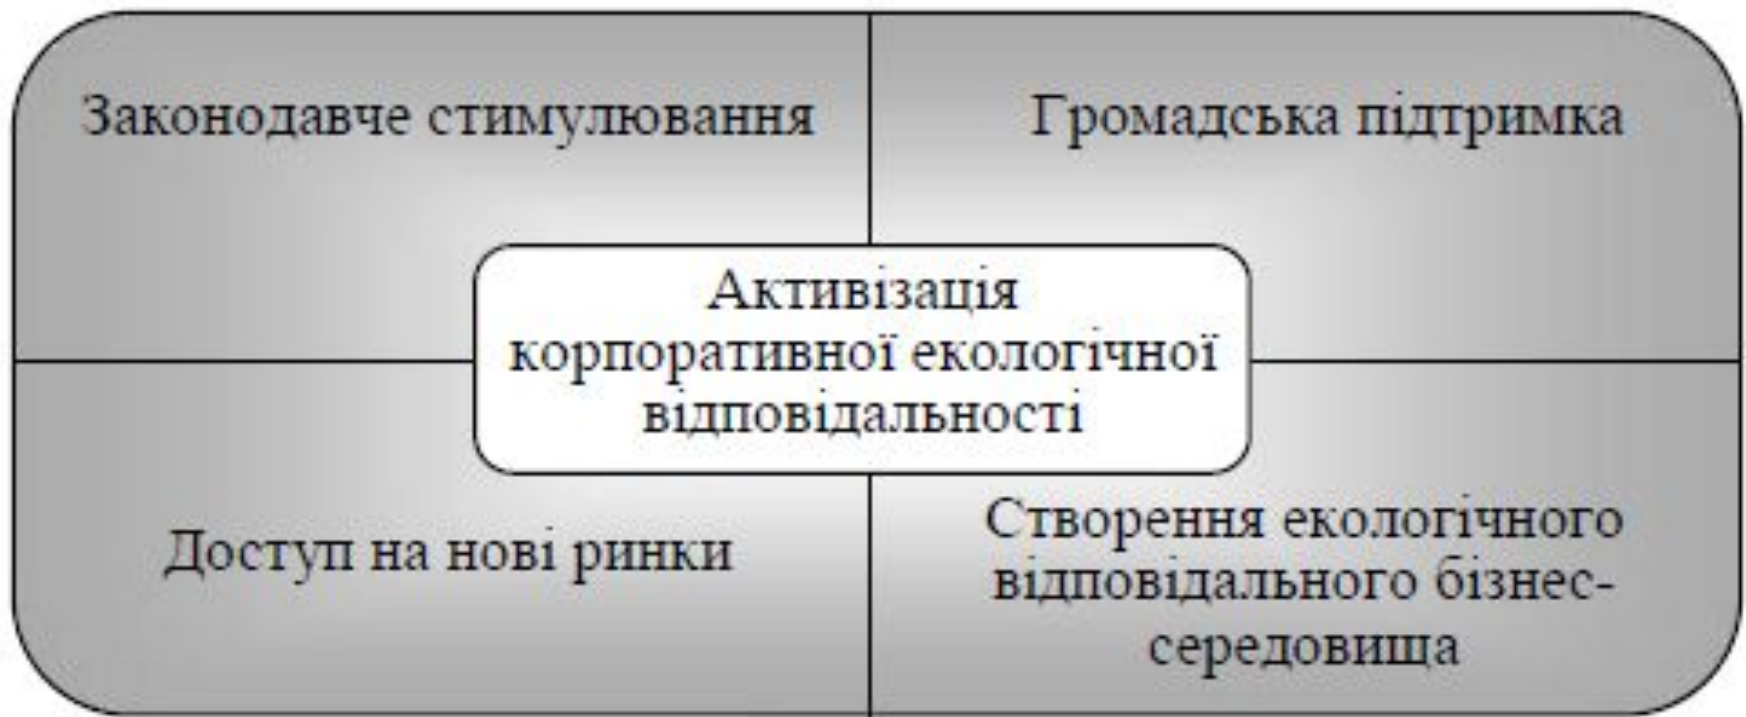 Законодавче стимулювання
Громадська підтримка
Активізація
корпоративної екологічної
відповідальності
Доступ на нові ринки
Створення екологічного
відповідального бізнес-
середовища